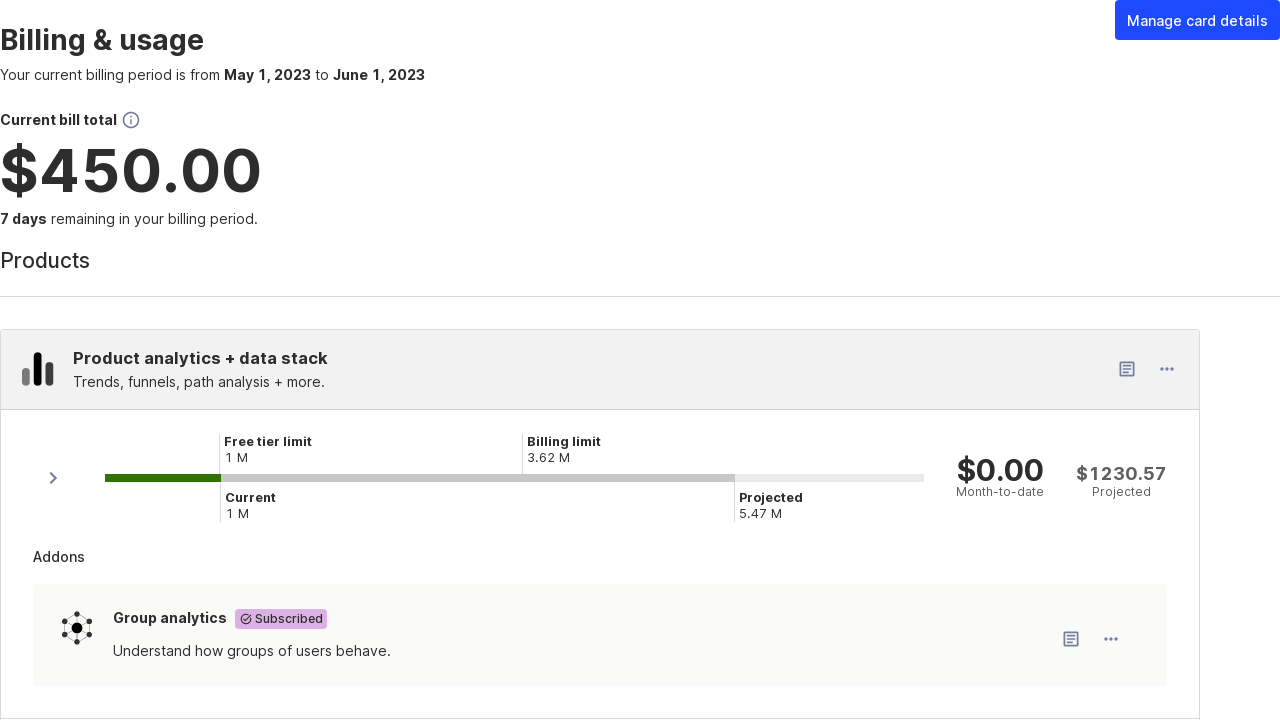 Manage card details
Billing & usage
Your current billing period is from May 1, 2023 to June 1, 2023
Current bill total
$450.00
7 days remaining in your billing period.
Products
Product analytics + data stack
Trends, funnels, path analysis + more.
Free tier limit
1 M
Billing limit
3.62 M
Current
1 M
Projected
5.47 M
$0.00
Month-to-date
$1230.57
Projected
Addons
Group analytics Subscribed
Understand how groups of users behave.